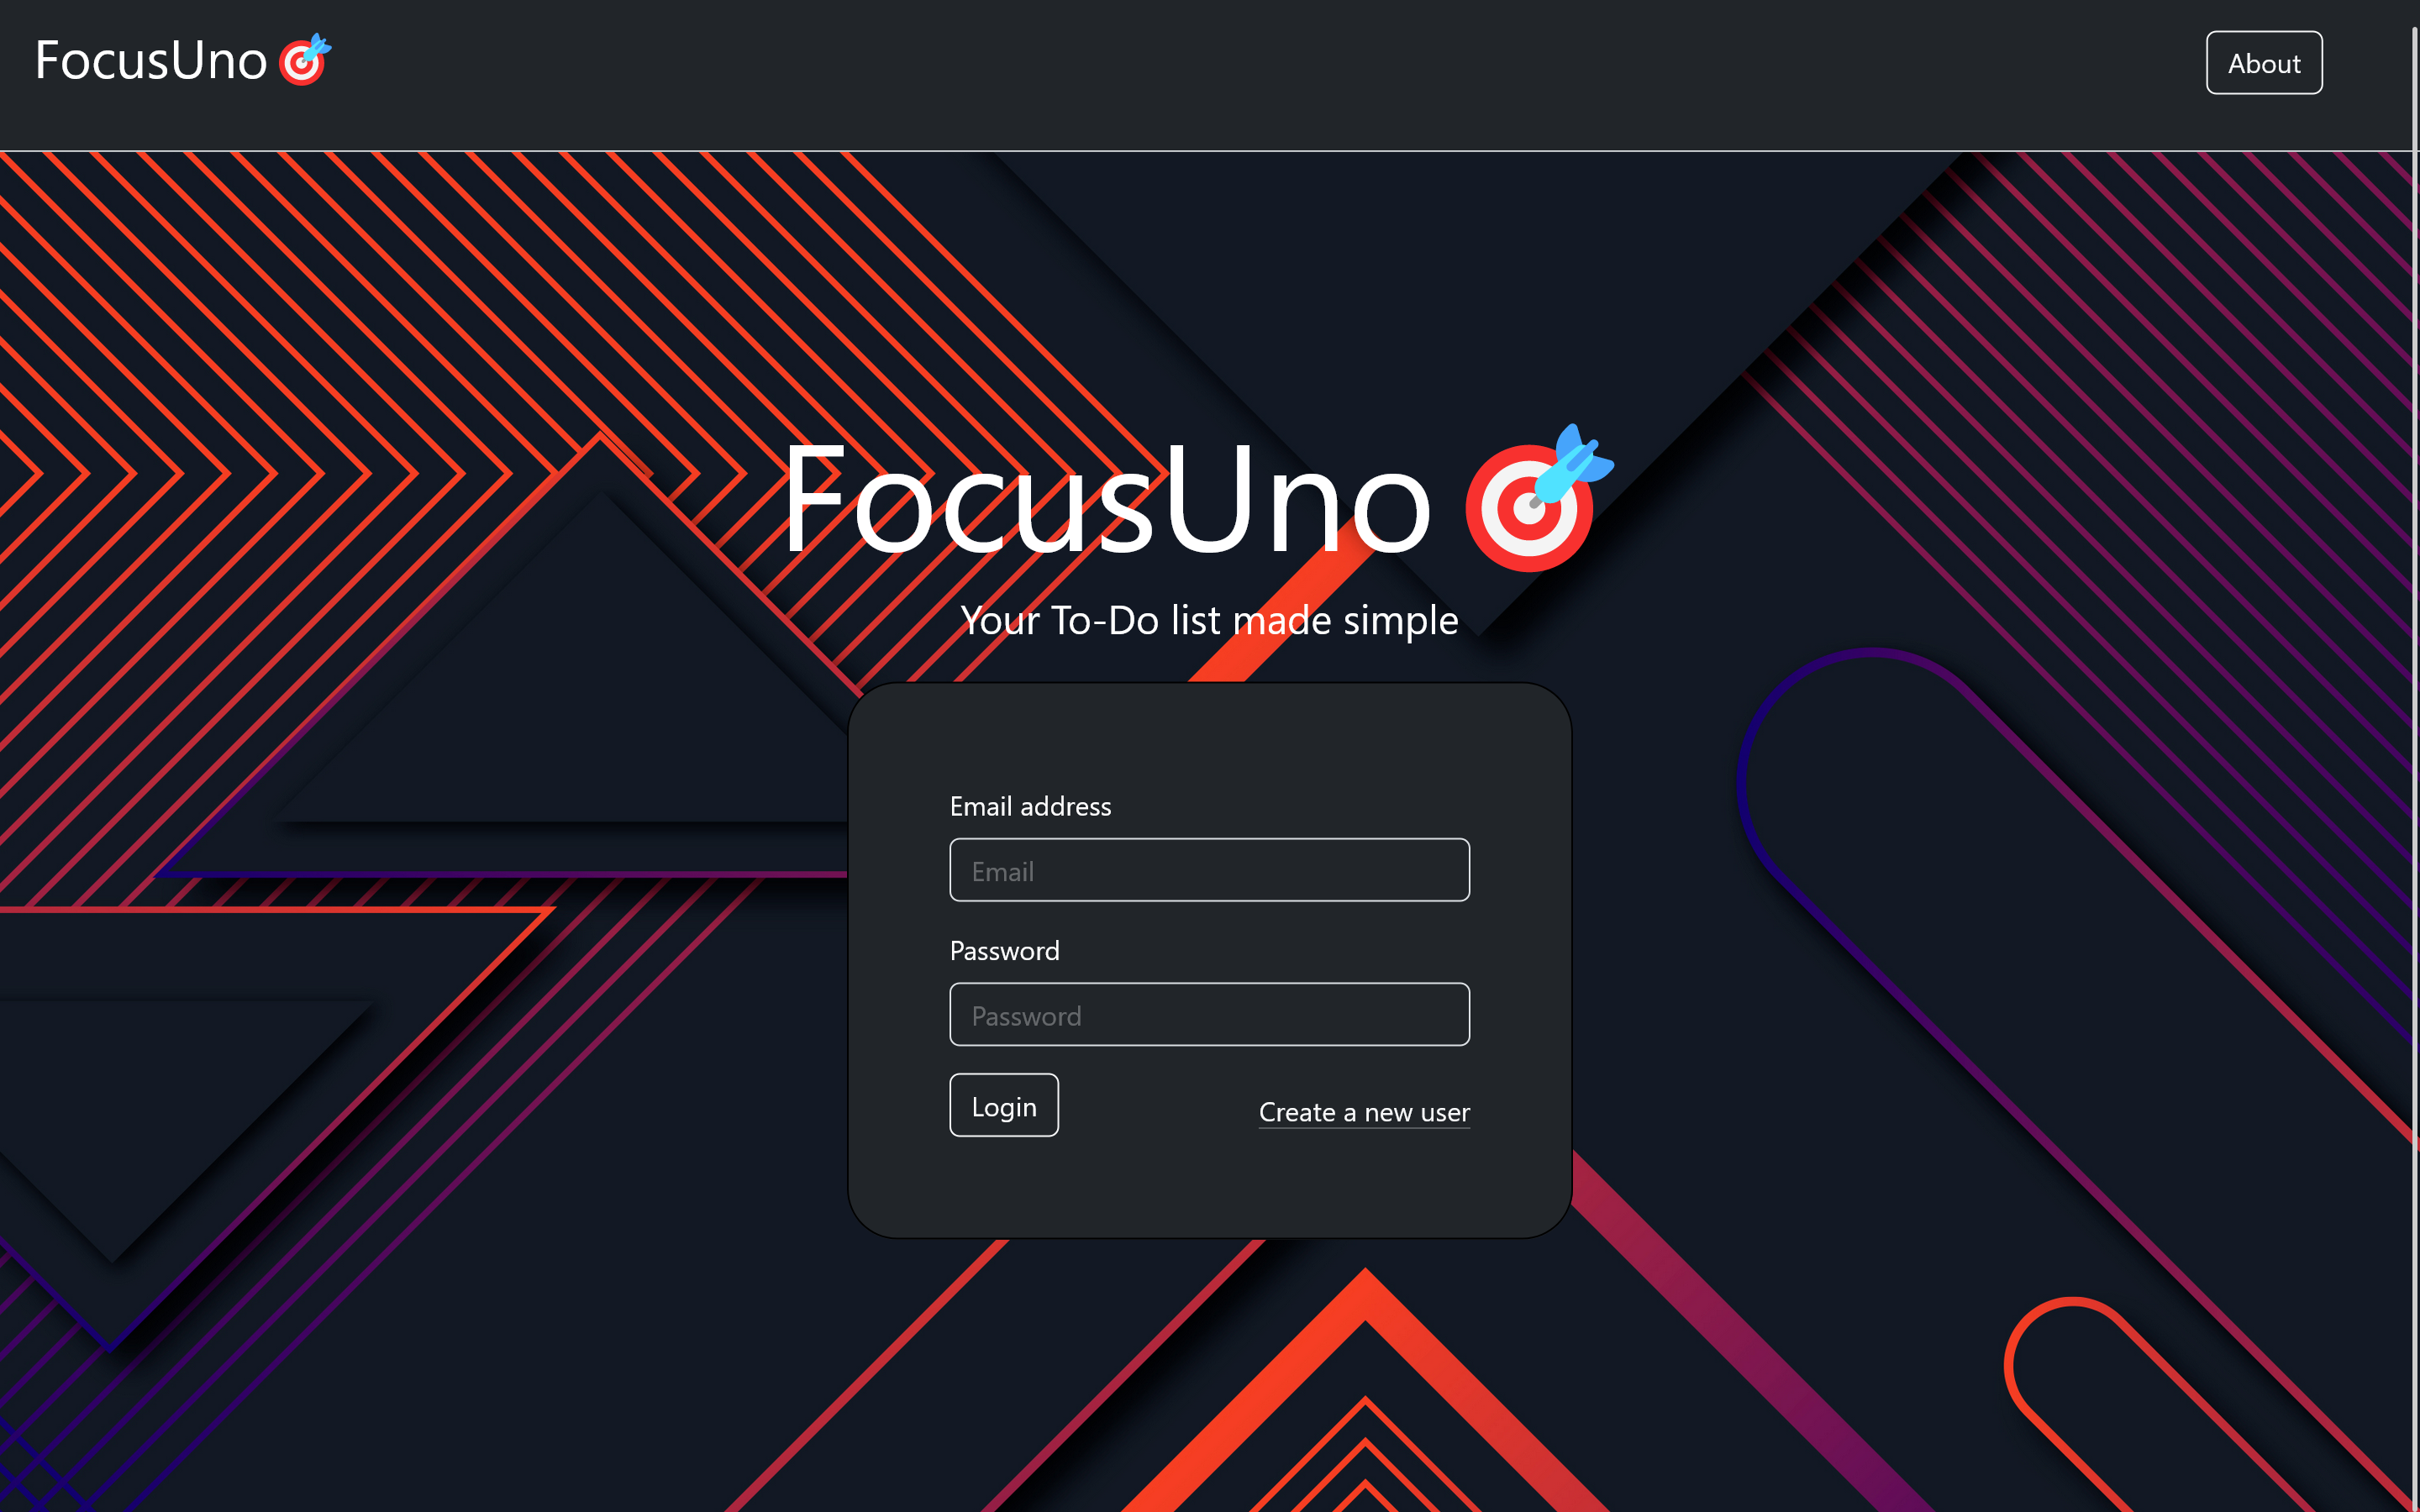 FocusUno
About
FocusUno
Your To-Do list made simple
Email address
Email
Password
Password
Login
Create a new user